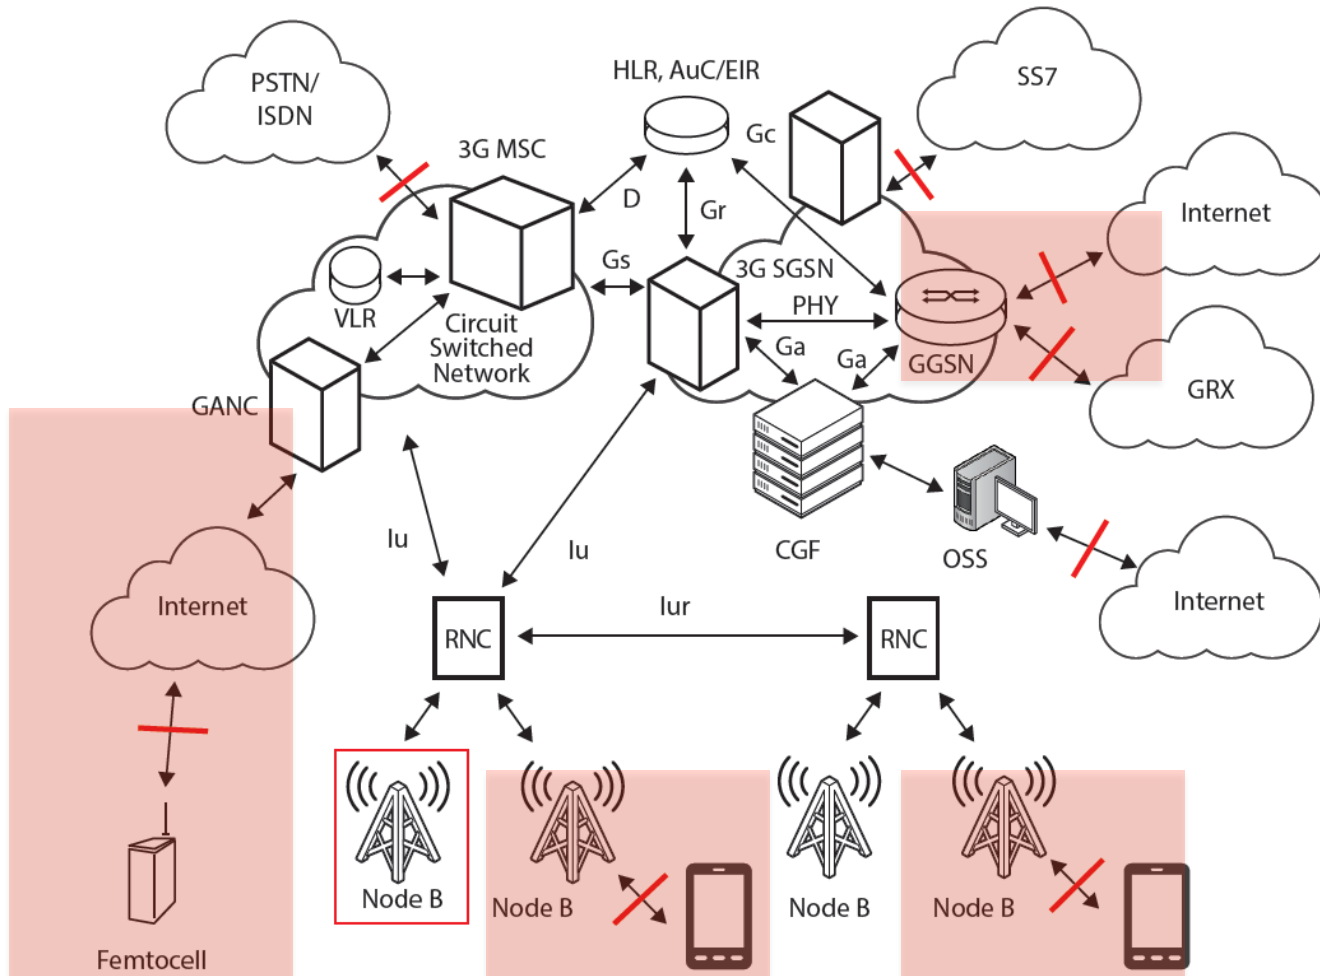 PSTN/
ISDN
HLR, AuC/EIR
SS7
3G MSC
Gc
D
Gr
Internet
Gs
3G SGSN
PHY
VLR
Circuit
Switched
Network
Ga
Ga
GGSN
GRX
GANC
Iu
Iu
CGF
OSS
Internet
Internet
Iur
RNC
RNC
Node B
Node B
Node B
Node B
Femtocell